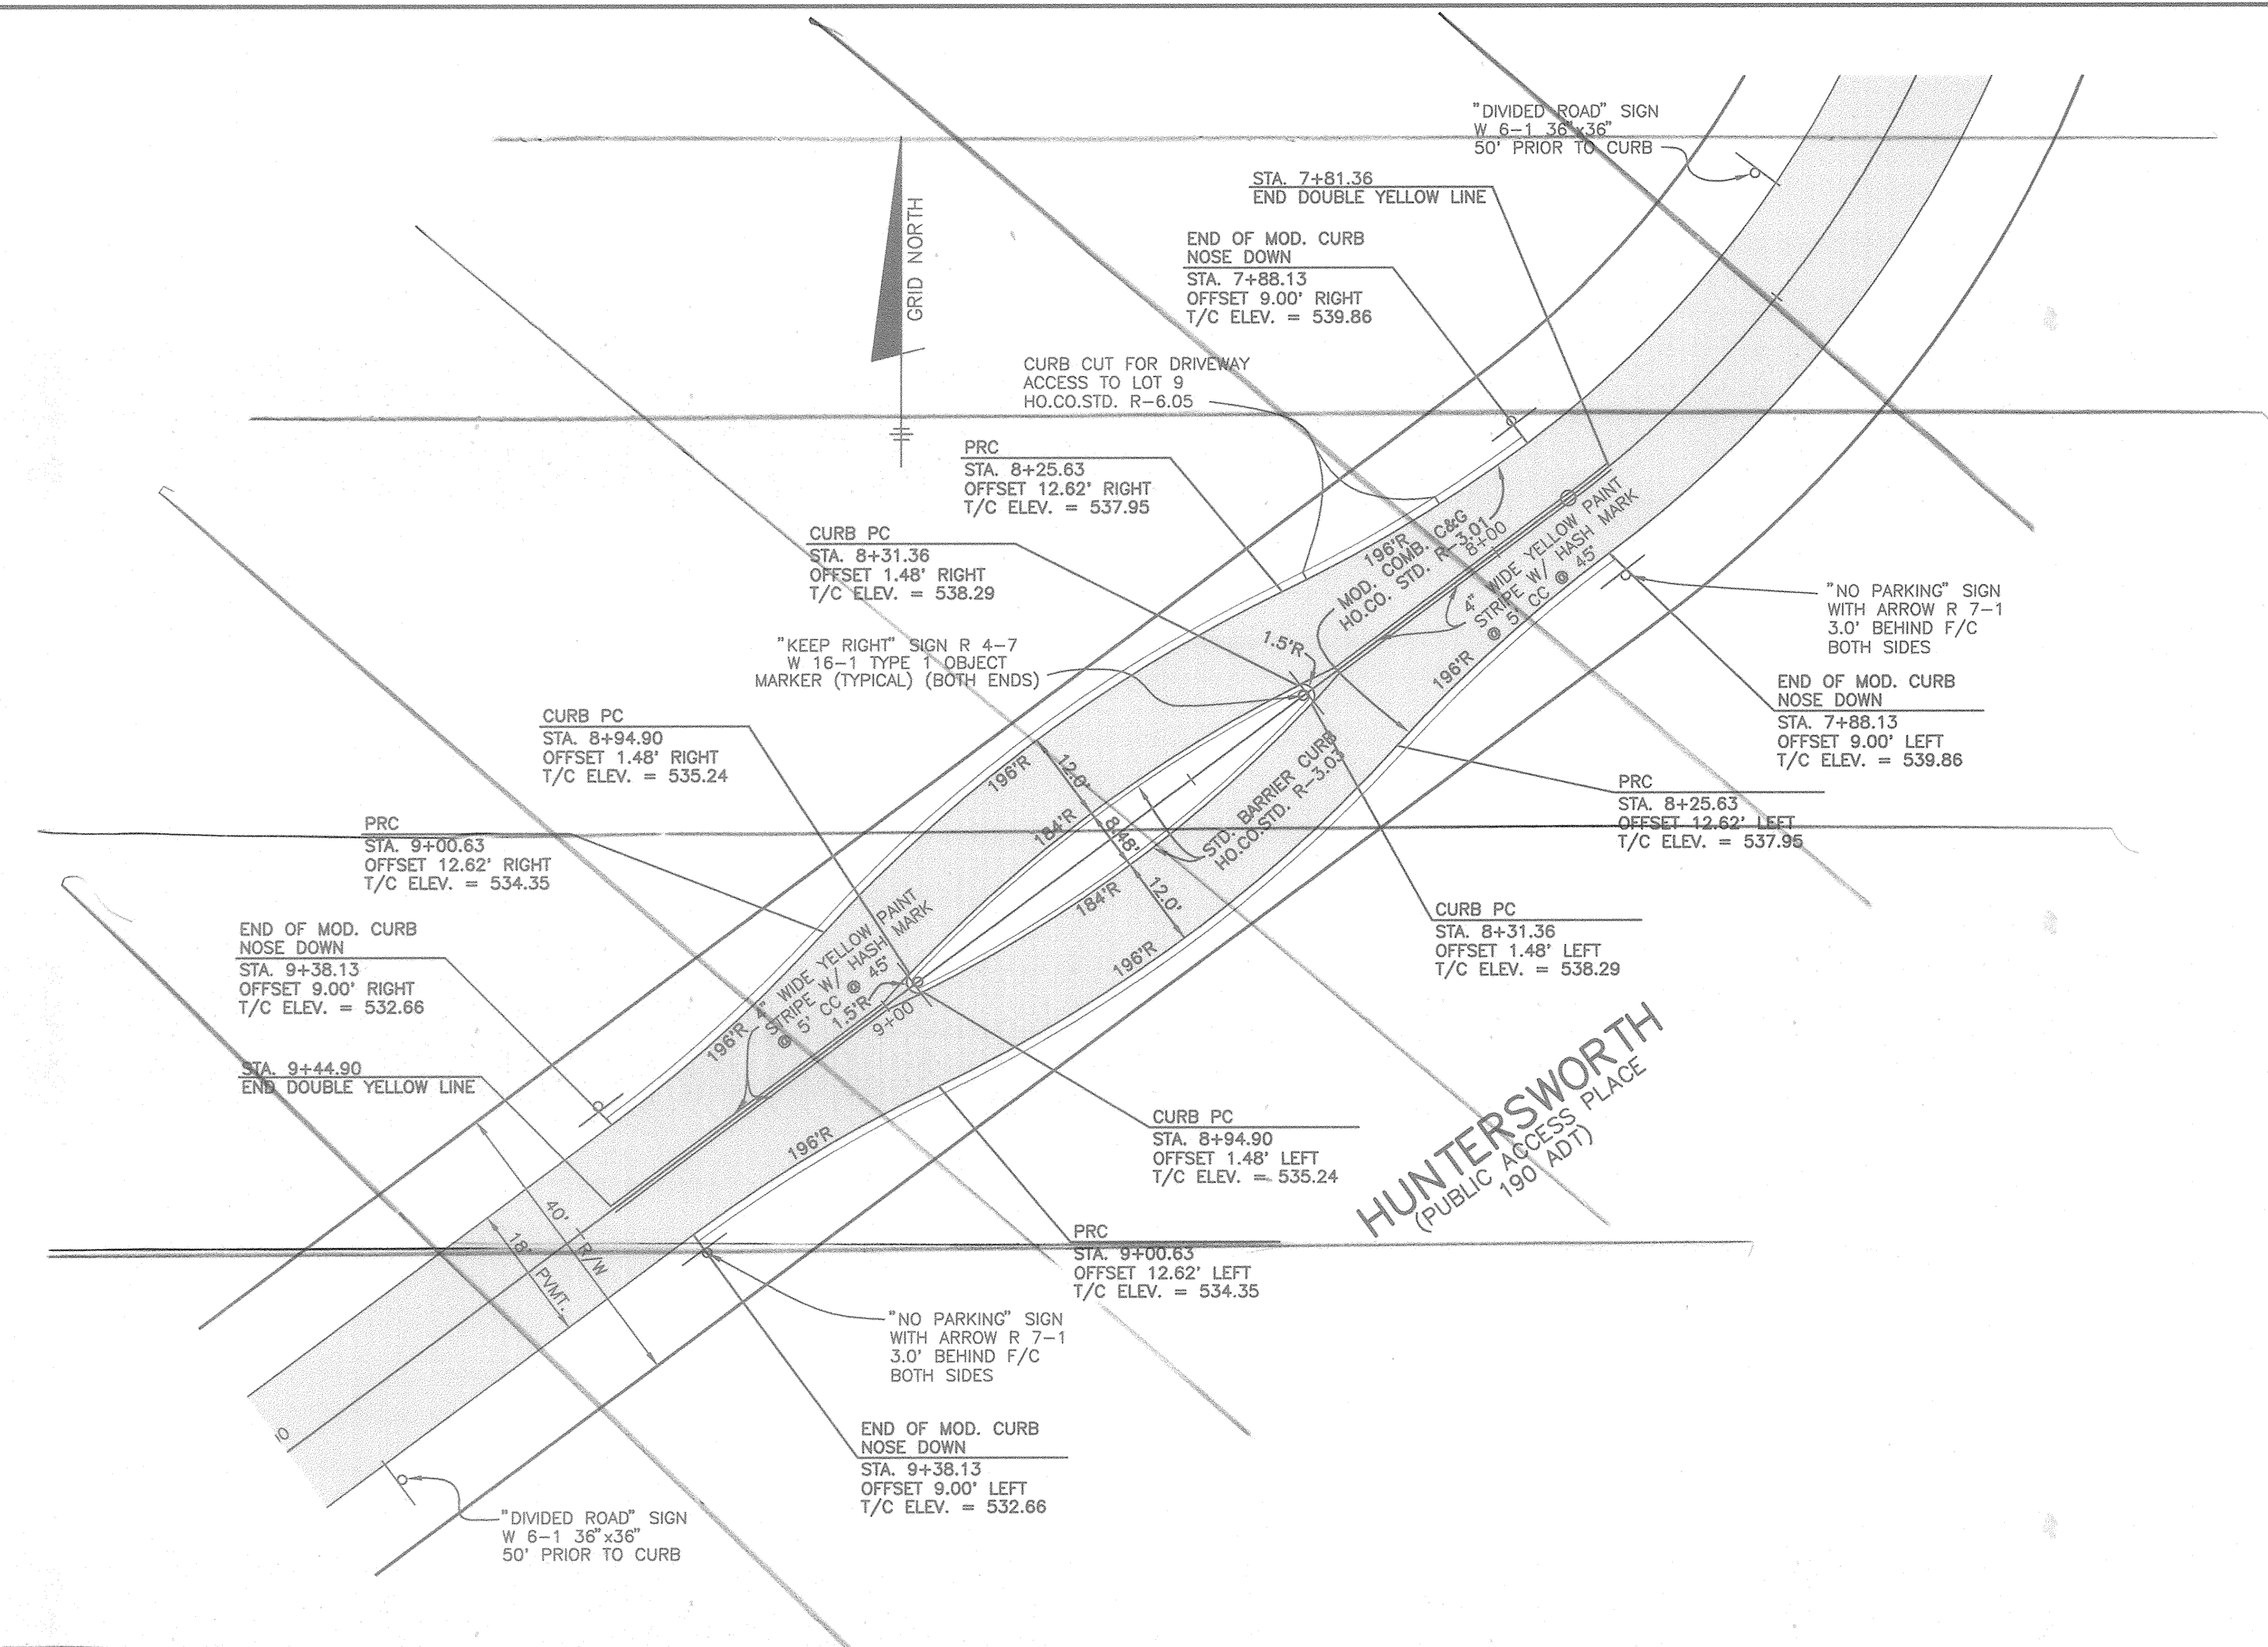 "DIVIDED ROAD" SIGN
W 6-1 36"x36"
50' PRIOR TO CURB
STA. 7+81.36
END DOUBLE YELLOW LINE
GRID NORTH
END OF MOD. CURB
NOSE DOWN
STA. 7+88.13
OFFSET 9.00' RIGHT
T/C ELEV. = 539.86
CURB CUT FOR DRIVEWAY
ACCESS TO LOT 9
HO.CO.STD. R-6.05
PRC
STA. 8+25.63
OFFSET 12.62' RIGHT
T/C ELEV. = 537.95
CURB PC
STA. 8+31.36
OFFSET 1.48' RIGHT
T/C ELEV. = 538.29
196'R
MOD. COMB. C&G
HO.CO. STD. R-3.01
8+00
4" WIDE YELLOW PAINT
STRIPE W/ HASH MARK
@ 5' CC @ 45°
"NO PARKING" SIGN
WITH ARROW R 7-1
3.0' BEHIND F/C
BOTH SIDES
"KEEP RIGHT" SIGN R 4-7
W 16-1 TYPE 1 OBJECT
MARKER (TYPICAL) (BOTH ENDS)
1.5'R
196'R
END OF MOD. CURB
NOSE DOWN
STA. 7+88.13
OFFSET 9.00' LEFT
T/C ELEV. = 539.86
CURB PC
STA. 8+94.90
OFFSET 1.48' RIGHT
T/C ELEV. = 535.24
196'R
12.0'
184'R
8.48'
STD. BARRIER CURB
HO.CO.STD. R-3.03
PRC
STA. 8+25.63
OFFSET 12.62' LEFT
T/C ELEV. = 537.95
PRC
STA. 9+00.63
OFFSET 12.62' RIGHT
T/C ELEV. = 534.35
184'R
12.0'
196'R
CURB PC
STA. 8+31.36
OFFSET 1.48' LEFT
T/C ELEV. = 538.29
END OF MOD. CURB
NOSE DOWN
STA. 9+38.13
OFFSET 9.00' RIGHT
T/C ELEV. = 532.66
196'R
4" WIDE YELLOW PAINT
STRIPE W/ HASH MARK
@ 5' CC @ 45°
1.5'R
9+00
STA. 9+44.90
END DOUBLE YELLOW LINE
196'R
CURB PC
STA. 8+94.90
OFFSET 1.48' LEFT
T/C ELEV. = 535.24
HUNTERSWORTH
(PUBLIC ACCESS PLACE
190 ADT)
40' R/W
18' PVMT.
PRC
STA. 9+00.63
OFFSET 12.62' LEFT
T/C ELEV. = 534.35
"NO PARKING" SIGN
WITH ARROW R 7-1
3.0' BEHIND F/C
BOTH SIDES
END OF MOD. CURB
NOSE DOWN
STA. 9+38.13
OFFSET 9.00' LEFT
T/C ELEV. = 532.66
"DIVIDED ROAD" SIGN
W 6-1 36"x36"
50' PRIOR TO CURB